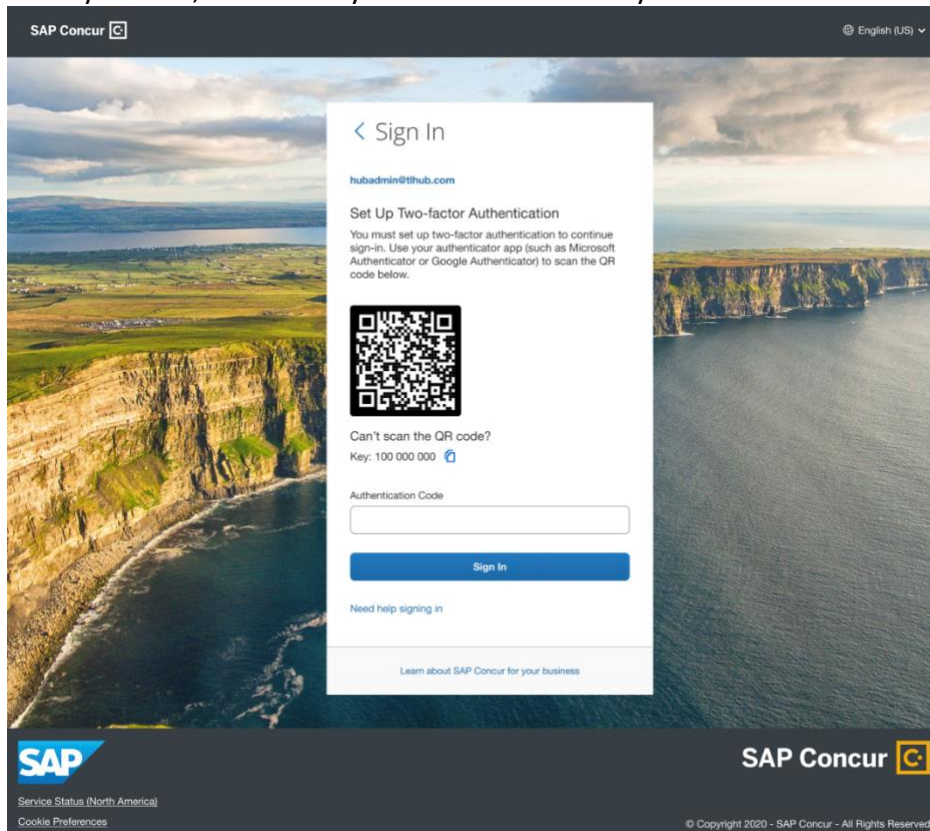 SAP Concur C
English (US)
Sign In
hubadmin@tlhub.com
Set Up Two-factor Authentication
You must set up two-factor authentication to continue
sign-in. Use your authenticator app (such as Microsoft
Authenticator or Google Authenticator) to scan the QR
code below.
Can't scan the QR code?
Key: 100 000 000
Authentication Code
Sign In
Need help signing in
Learn about SAP Concur for your business
SAP
SAP Concur C
Service Status (North America)
Cookie Preferences
© Copyright 2020 - SAP Concur - All Rights Reserved